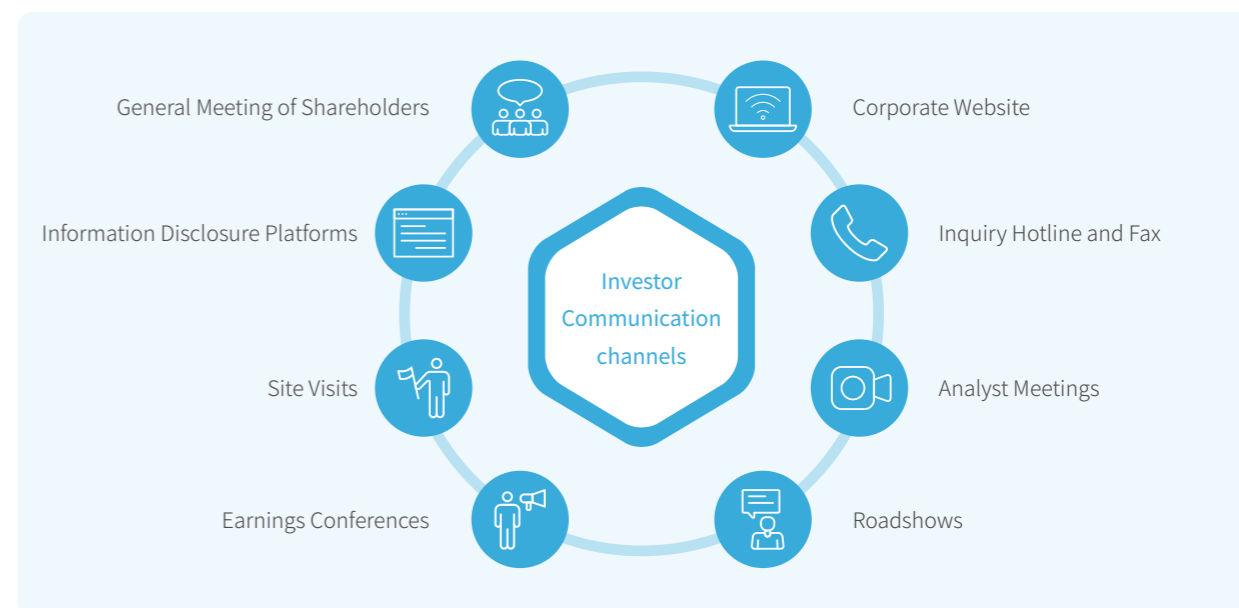 General Meeting of Shareholders
Corporate Website
Information Disclosure Platforms
Inquiry Hotline and Fax
Investor
Communication
channels
Site Visits
Analyst Meetings
Earnings Conferences
Roadshows